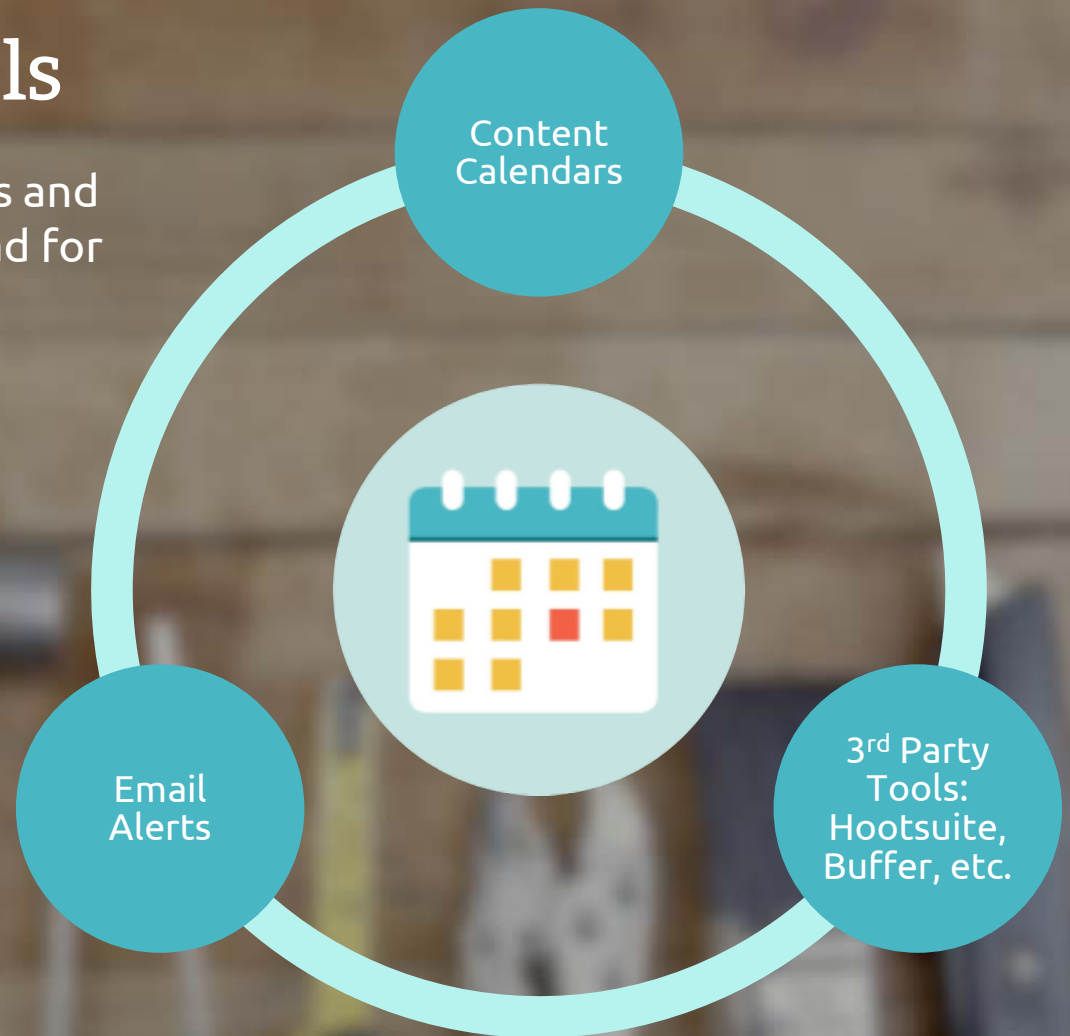 ls
s and
d for
Content
Calendars
Email
Alerts
3rd Party
Tools:
Hootsuite,
Buffer, etc.